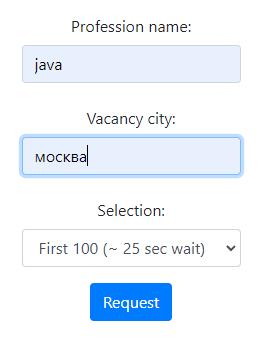 Profession name:
java
Vacancy city:
москва
Selection:
First 100 (~ 25 sec wait)
Request